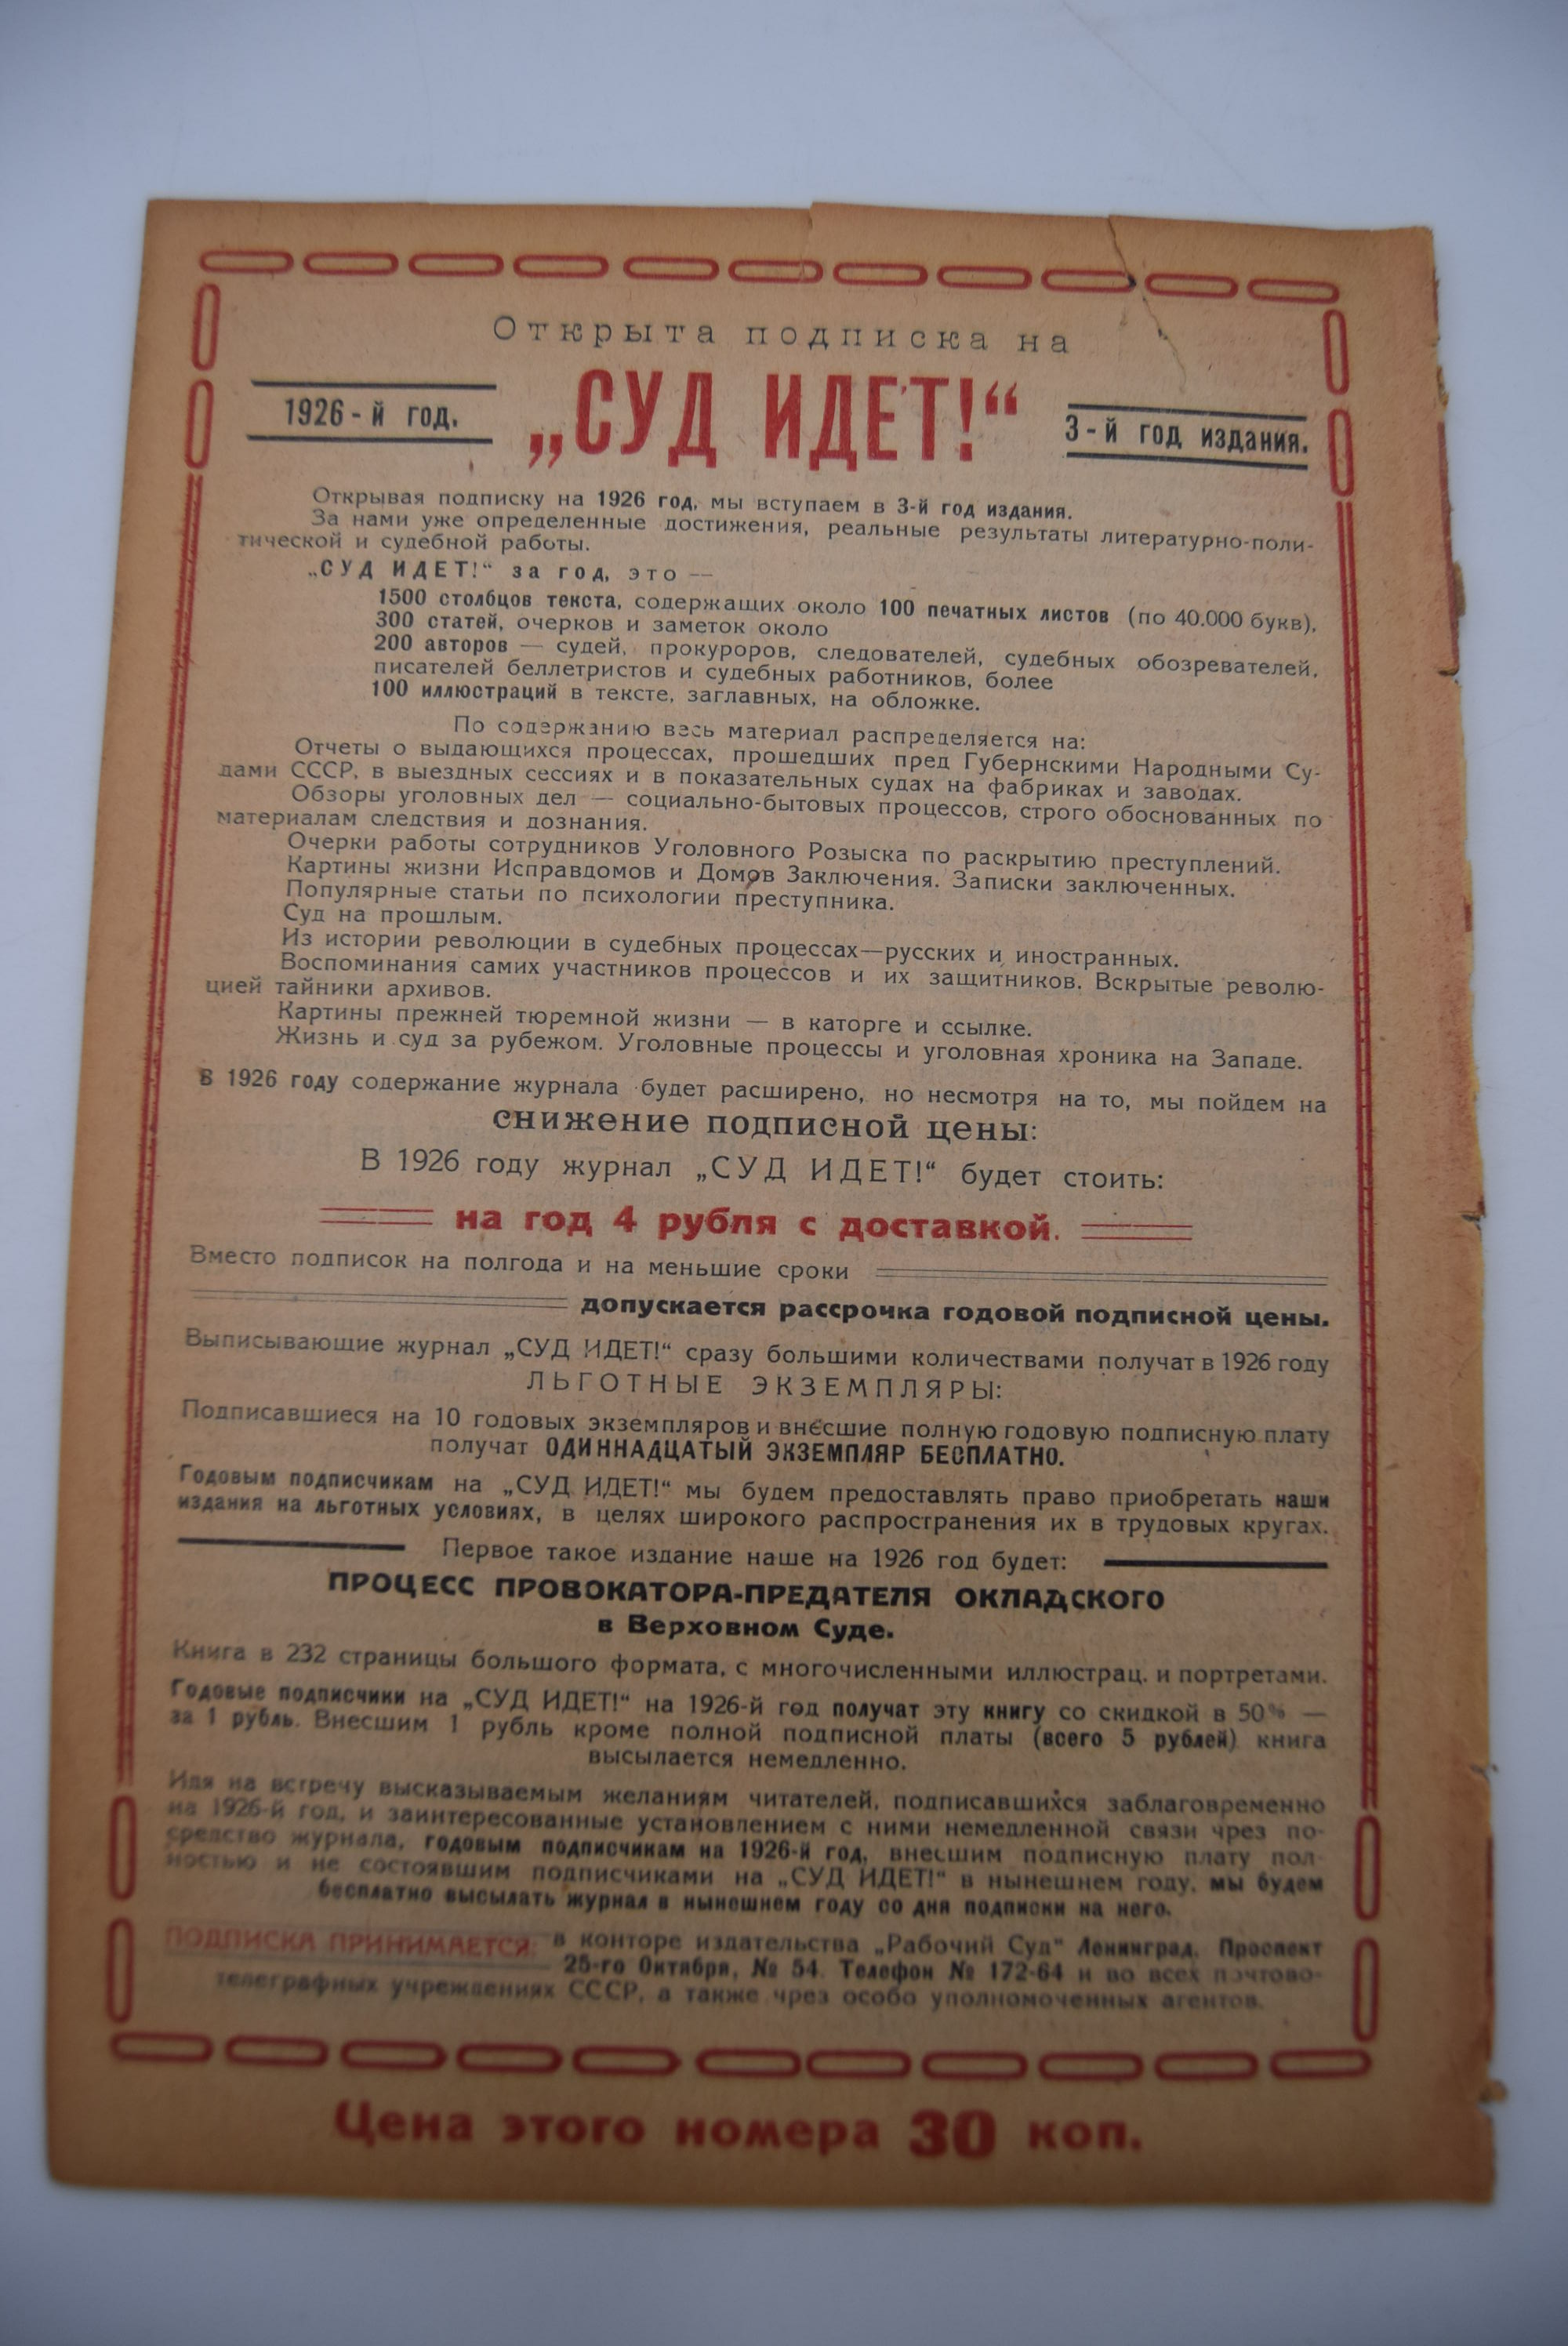 Открыта подписка на
1926-й год.
„СУД ИДЕТ!“
3-й год издания.
Открывая подписку на 1926 год, мы вступаем в 3-й год издания.
За нами уже определенные достижения, реальные результаты литературно-поли-
тической и судебной работы.
„СУД ИДЕТ!“ за год, это —
1500 столбцов текста, содержащих около 100 печатных листов (по 40.000 букв),
300 статей, очерков и заметок около
200 авторов — судей, прокуроров, следователей, судебных обозревателей,
писателей беллетристов и судебных работников, более
100 иллюстраций в тексте, заглавных, на обложке.
По содержанию весь материал распределяется на:
Отчеты о выдающихся процессах, прошедших пред Губернскими Народными Су-
дами СССР, в выездных сессиях и в показательных судах на фабриках и заводах.
Обзоры уголовных дел — социально-бытовых процессов, строго обоснованных по
материалам следствия и дознания.
Очерки работы сотрудников Уголовного Розыска по раскрытию преступлений.
Картины жизни Исправдомов и Домов Заключения. Записки заключенных.
Популярные статьи по психологии преступника.
Суд на прошлым.
Из истории революции в судебных процессах—русских и иностранных.
Воспоминания самих участников процессов и их защитников. Вскрытые револю-
цией тайники архивов.
Картины прежней тюремной жизни — в каторге и ссылке.
Жизнь и суд за рубежом. Уголовные процессы и уголовная хроника на Западе.
В 1926 году содержание журнала будет расширено, но несмотря на то, мы пойдем на
снижение подписной цены:
В 1926 году журнал „СУД ИДЕТ!“ будет стоить:
на год 4 рубля с доставкой.
Вместо подписок на полгода и на меньшие сроки
допускается рассрочка годовой подписной цены.
Выписывающие журнал „СУД ИДЕТ!“ сразу большими количествами получат в 1926 году
ЛЬГОТНЫЕ ЭКЗЕМПЛЯРЫ:
Подписавшиеся на 10 годовых экземпляров и внесшие полную годовую подписную плату
получат ОДИННАДЦАТЫЙ ЭКЗЕМПЛЯР БЕСПЛАТНО.
Годовым подписчикам на „СУД ИДЕТ!“ мы будем предоставлять право приобретать наши
издания на льготных условиях, в целях широкого распространения их в трудовых кругах.
Первое такое издание наше на 1926 год будет:
ПРОЦЕСС ПРОВОКАТОРА-ПРЕДАТЕЛЯ ОКЛАДСКОГО
в Верховном Суде.
Книга в 232 страницы большого формата, с многочисленными иллюстрац. и портретами.
Годовые подписчики на „СУД ИДЕТ!“ на 1926-й год получат эту книгу со скидкой в 50% —
за 1 рубль. Внесшим 1 рубль кроме полной подписной платы (всего 5 рублей) книга
высылается немедленно.
Идя на встречу высказываемым желаниям читателей, подписавшихся заблаговременно
на 1926-й год, и заинтересованные установлением с ними немедленной связи чрез по-
средство журнала, годовым подписчикам на 1926-й год, внесшим подписную плату пол-
ностью и не состоявшим подписчиками на „СУД ИДЕТ!“ в нынешнем году, мы будем
бесплатно высылать журнал в нынешнем году со дня подписки на него.
ПОДПИСКА ПРИНИМАЕТСЯ: в конторе издательства „Рабочий Суд“ Ленинград, Проспект
25-го Октября, № 54. Телефон № 172-64 и во всех почтово-
телеграфных учреждениях СССР, а также чрез особо уполномоченных агентов.
Цена этого номера 30 коп.